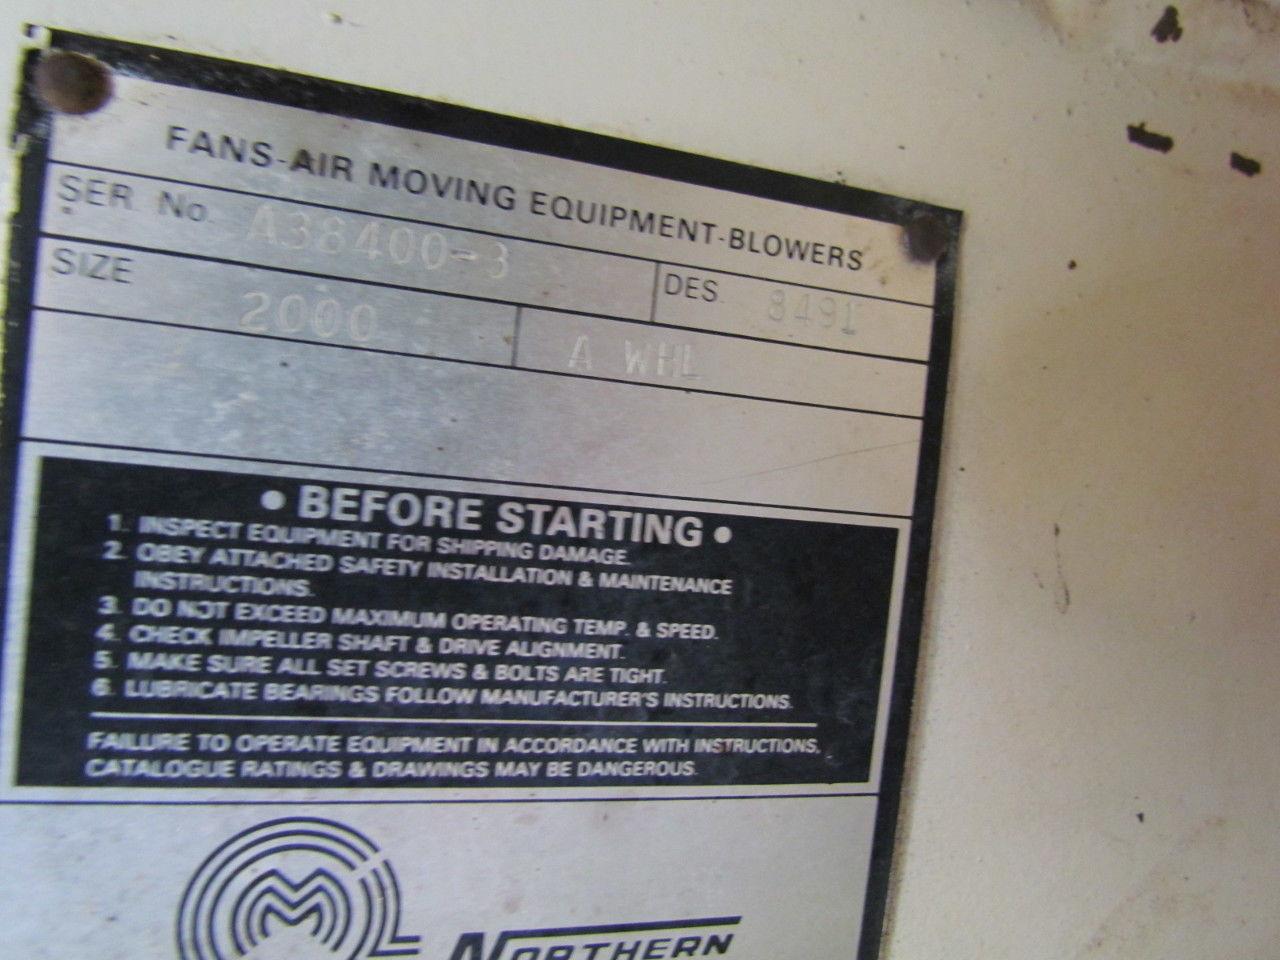 FANS-AIR MOVING EQUIPMENT-BLOWERS
SER. No. A38400-3 DES. 8491
SIZE 2000 A WHL
• BEFORE STARTING •
1. INSPECT EQUIPMENT FOR SHIPPING DAMAGE.
2. OBEY ATTACHED SAFETY INSTALLATION & MAINTENANCE
INSTRUCTIONS.
3. DO NOT EXCEED MAXIMUM OPERATING TEMP. & SPEED.
4. CHECK IMPELLER SHAFT & DRIVE ALIGNMENT.
5. MAKE SURE ALL SET SCREWS & BOLTS ARE TIGHT.
6. LUBRICATE BEARINGS FOLLOW MANUFACTURER'S INSTRUCTIONS.
FAILURE TO OPERATE EQUIPMENT IN ACCORDANCE WITH INSTRUCTIONS,
CATALOGUE RATINGS & DRAWINGS MAY BE DANGEROUS.
NORTHERN